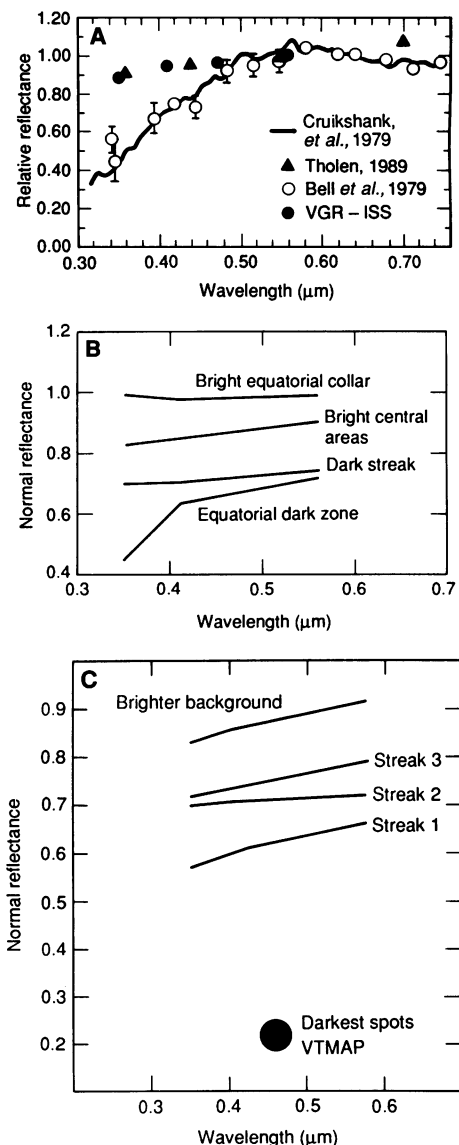 A
1.20
1.00
0.80
0.60
0.40
0.20
0.00
Relative reflectance
Cruikshank,
et al., 1979
Tholen, 1989
Bell et al., 1979
VGR – ISS
0.30 0.40 0.50 0.60 0.70
Wavelength (μm)
B
1.2
1.0
0.8
0.6
0.4
Normal reflectance
Bright equatorial collar
Bright central
areas
Dark streak
Equatorial dark zone
0.3 0.4 0.5 0.6 0.7
Wavelength (μm)
C
0.9
0.8
0.7
0.6
0.5
0.4
0.3
0.2
Normal reflectance
Brighter background
Streak 3
Streak 2
Streak 1
Darkest spots
VTMAP
0.3 0.4 0.5 0.6
Wavelength (μm)